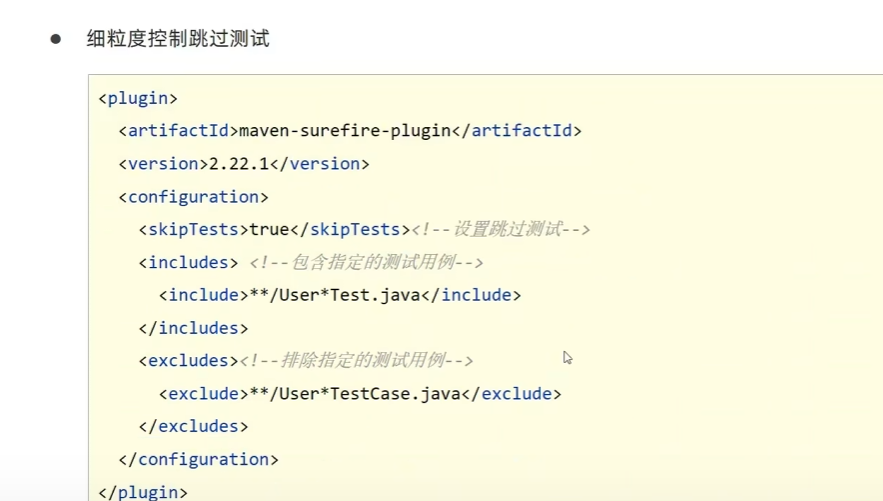 ● 细粒度控制跳过测试
<plugin>
  <artifactId>maven-surefire-plugin</artifactId>
  <version>2.22.1</version>
  <configuration>
    <skipTests>true</skipTests><!--设置跳过测试-->
    <includes> <!--包含指定的测试用例-->
      <include>**/User*Test.java</include>
    </includes>
    <excludes><!--排除指定的测试用例-->
      <exclude>**/User*TestCase.java</exclude>
    </excludes>
  </configuration>
</plugin>